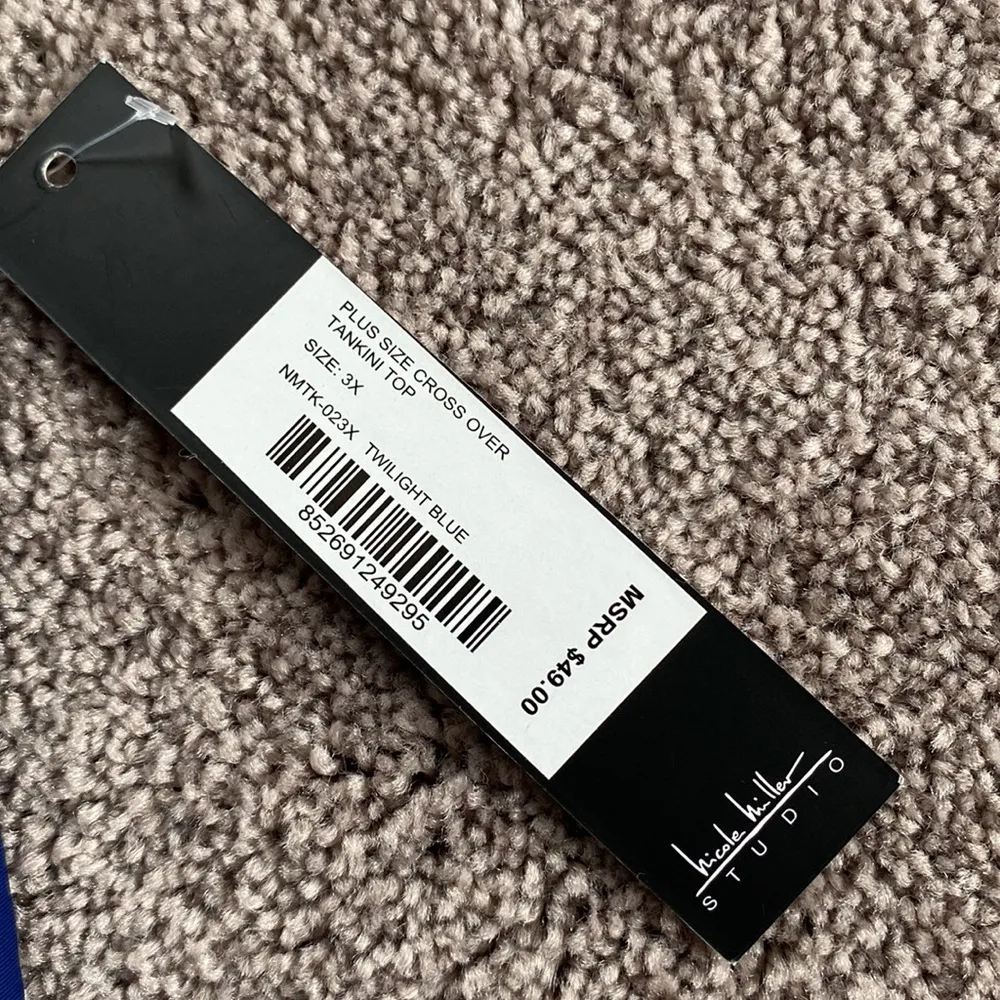 PLUS SIZE CROSS OVER
TANKINI TOP
SIZE: 3X
NMTK-023X TWILIGHT BLUE
852691249295
MSRP $49.00
nicole miller
STUDIO